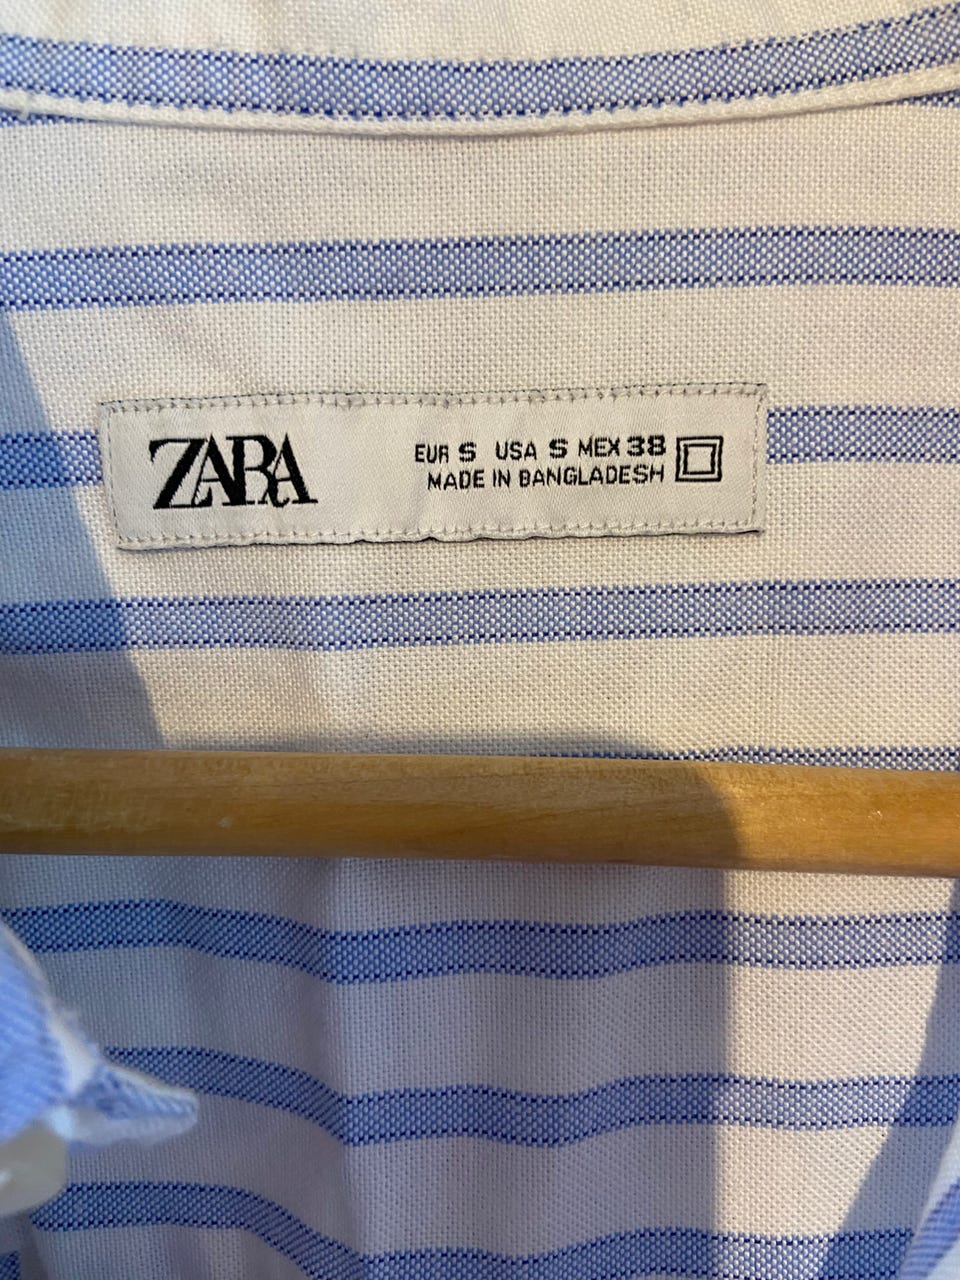 ZARA
EUR S USA S MEX 38
MADE IN BANGLADESH